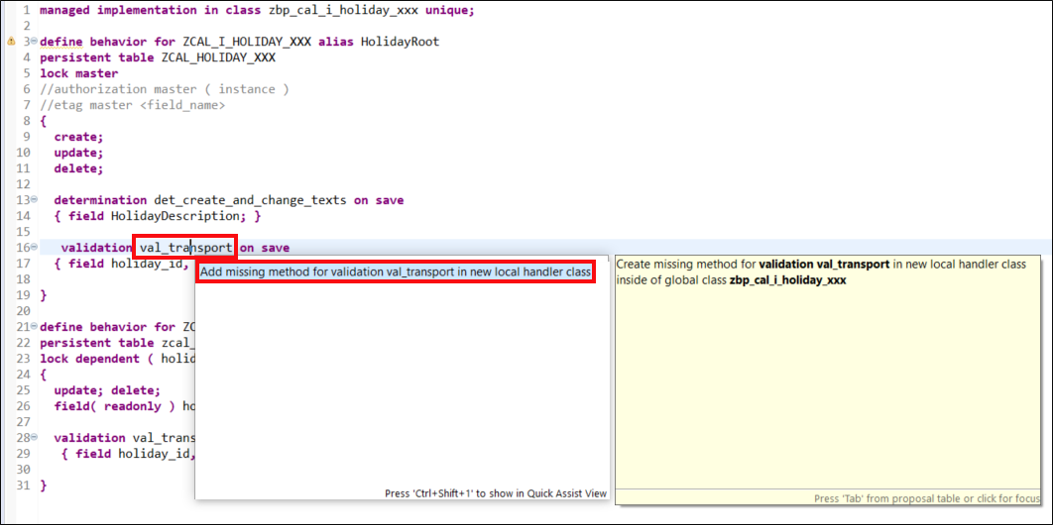 1 managed implementation in class zbp_cal_i_holiday_xxx unique;
2
3 define behavior for ZCAL_I_HOLIDAY_XXX alias HolidayRoot
4 persistent table ZCAL_HOLIDAY_XXX
5 lock master
6 //authorization master ( instance )
7 //etag master <field_name>
8 {
9 create;
10 update;
11 delete;
12
13 determination det_create_and_change_texts on save
14 { field HolidayDescription; }
15
16 validation val_transport on save
17 { field holiday_id,
Add missing method for validation val_transport in new local handler class
Create missing method for validation val_transport in new local handler class
inside of global class zbp_cal_i_holiday_xxx
18
19 }
20
21 define behavior for ZC
22 persistent table zcal_
23 lock dependent ( holid
24 {
25 update; delete;
26 field( readonly ) ho
27
28 validation val_trans
29 { field holiday_id,
30
31 }
Press 'Ctrl+Shift+1' to show in Quick Assist View
Press 'Tab' from proposal table or click for focus